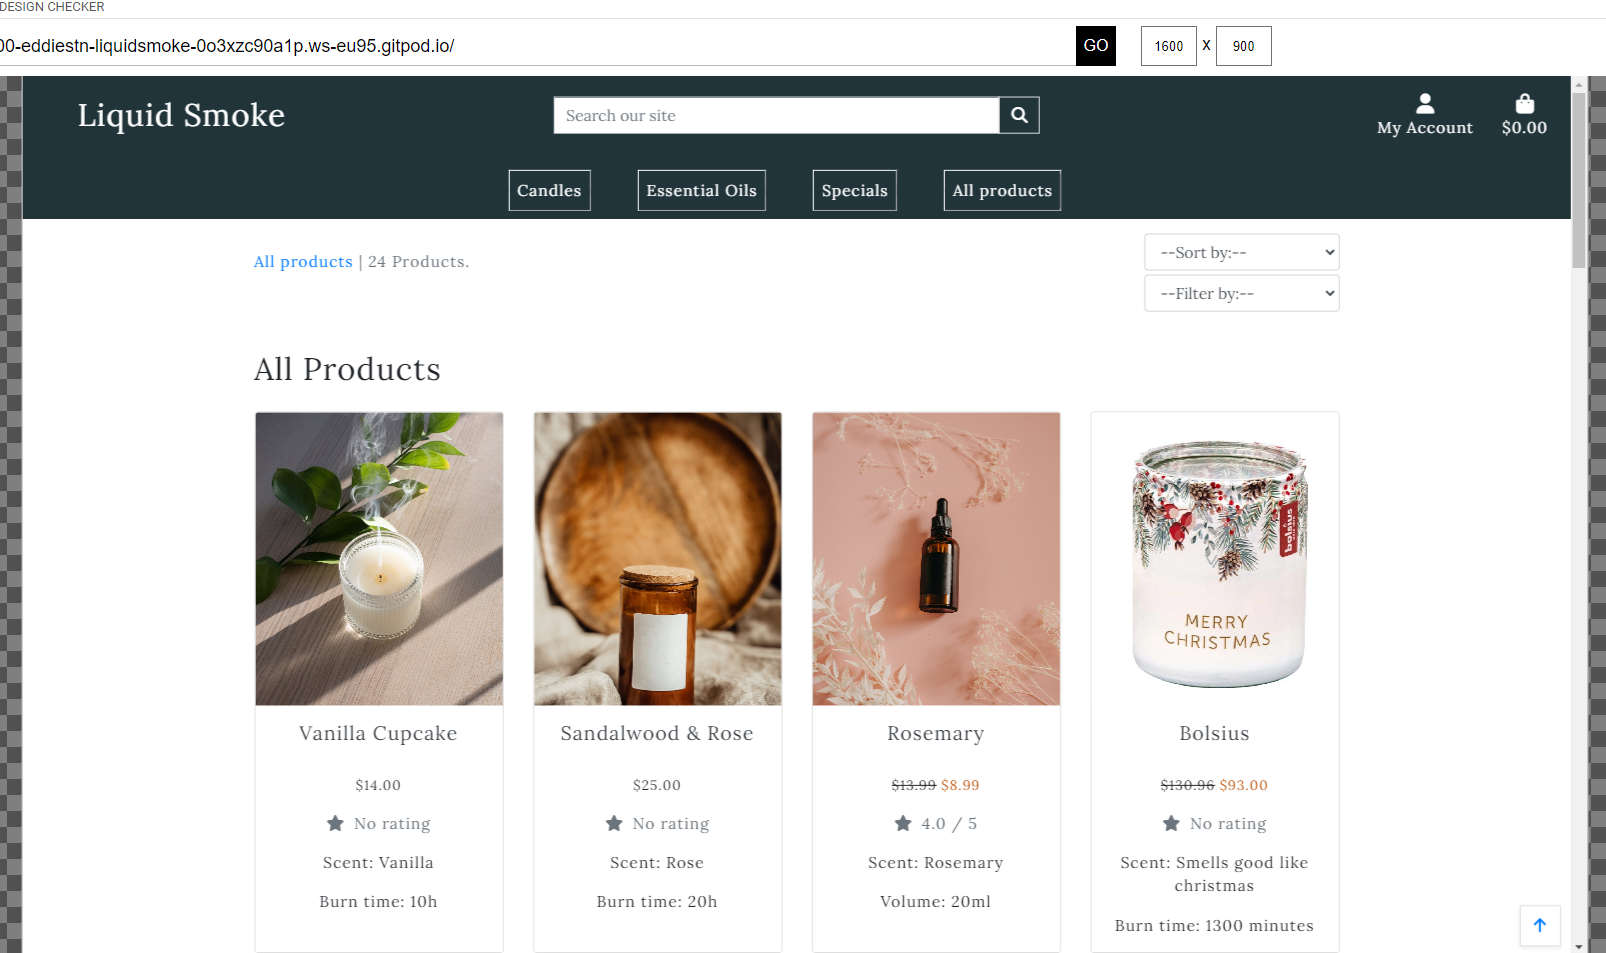 DESIGN CHECKER
00-eddiestn-liquidsmoke-0o3xzc90a1p.ws-eu95.gitpod.io/
GO
1600 X 900
Liquid Smoke
Search our site
My Account
$0.00
Candles
Essential Oils
Specials
All products
All products | 24 Products.
--Sort by:--
--Filter by:--
All Products
bolsius
MERRY
CHRISTMAS
Vanilla Cupcake
$14.00
No rating
Scent: Vanilla
Burn time: 10h
Sandalwood & Rose
$25.00
No rating
Scent: Rose
Burn time: 20h
Rosemary
$13.99 $8.99
4.0 / 5
Scent: Rosemary
Volume: 20ml
Bolsius
$130.96 $93.00
No rating
Scent: Smells good like
christmas
Burn time: 1300 minutes